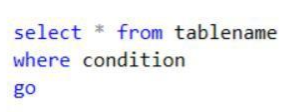 select * from tablename
where condition
go